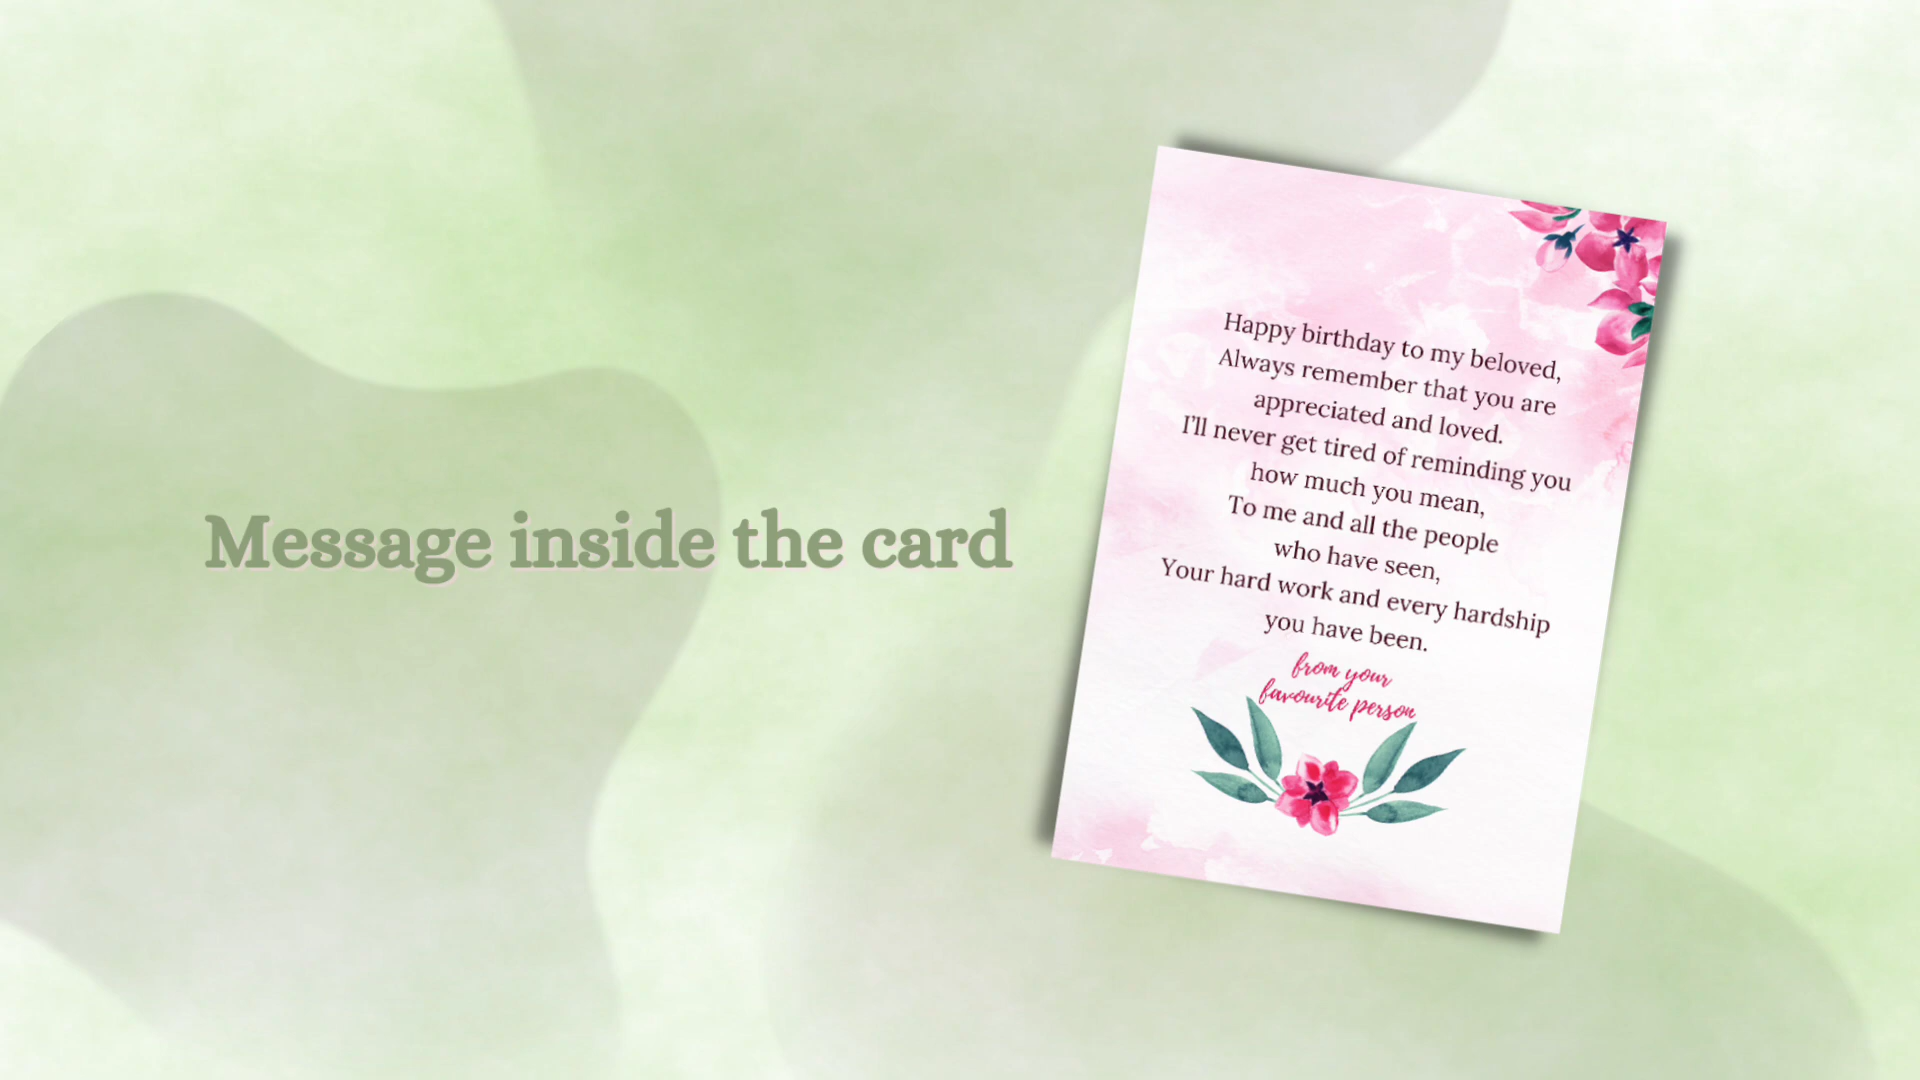 Message inside the card
Happy birthday to my beloved,
Always remember that you are
appreciated and loved.
I'll never get tired of reminding you
how much you mean,
To me and all the people
who have seen,
Your hard work and every hardship
you have been.
from your
favourite person